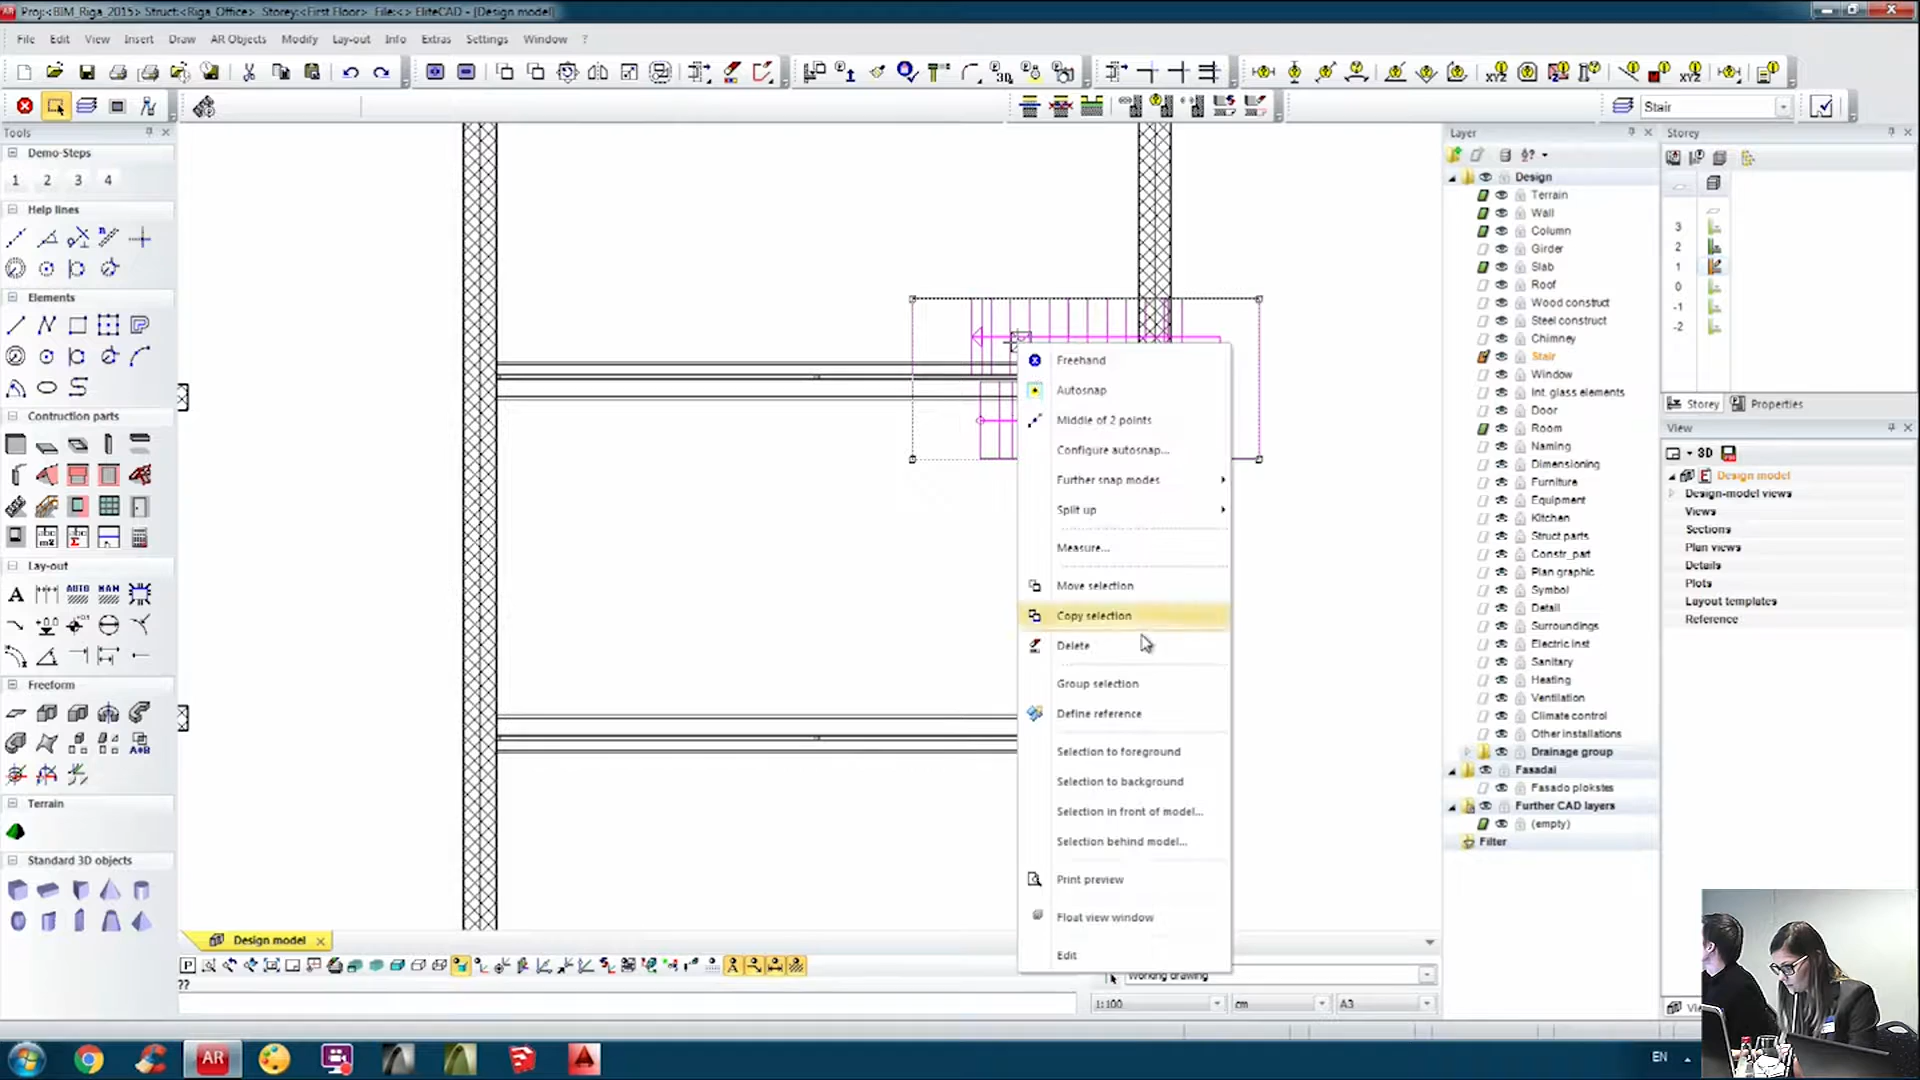 AR Proj:<BIM_Riga_2015> Struct:<Riga_Office> Storey:<First Floor> File:<> EliteCAD - [Design model]
File Edit View Insert Draw AR Objects Modify Lay-out Info Extras Settings Window ?
Stair
Tools
Demo-Steps
1 2 3 4
Help lines
Elements
Contruction parts
Lay-out
AUTO MAN
A
Freeform
A+B
Terrain
Standard 3D objects
Freehand
Autosnap
Middle of 2 points
Configure autosnap...
Further snap modes
Split up
Measure...
Move selection
Copy selection
Delete
Group selection
Define reference
Selection to foreground
Selection to background
Selection in front of model...
Selection behind model...
Print preview
Float view window
Edit
Design model
??
Working drawing
1:100 cm A3
Layer
Design
Terrain
Wall
Column
Girder
Slab
Roof
Wood construct
Steel construct
Chimney
Stair
Window
Int. glass elements
Door
Room
Naming
Dimensioning
Furniture
Equipment
Kitchen
Struct parts
Constr_part
Plan graphic
Symbol
Detail
Surroundings
Electric inst
Sanitary
Heating
Ventilation
Climate control
Other installations
Drainage group
Fasadai
Fasado plokstes
Further CAD layers
(empty)
Filter
Storey
3
2
1
0
-1
-2
Storey Properties
View
3D
Design model
Design-model views
Views
Sections
Plan views
Details
Plots
Layout templates
Reference
AR
EN